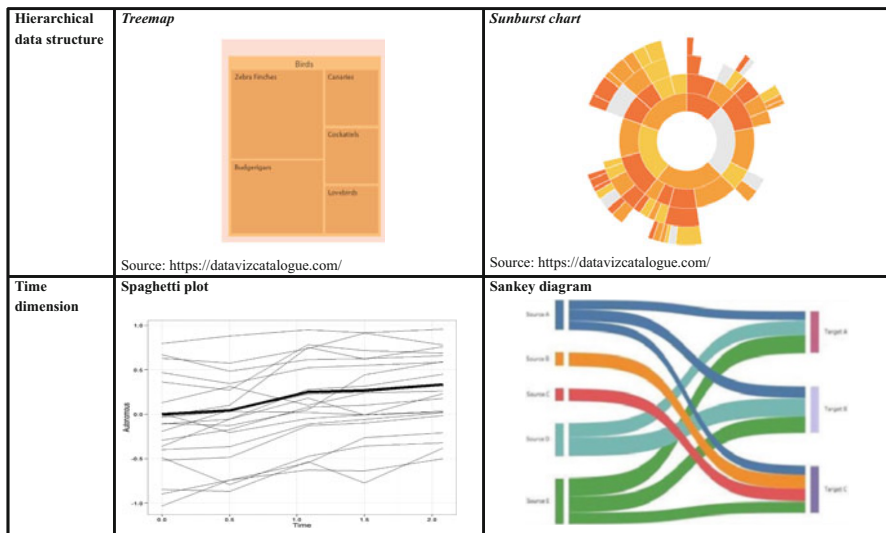 Hierarchical
data structure
Treemap
Birds
Zebra Finches
Canaries
Cockatiels
Budgerigars
Lovebirds
Source: https://datavizcatalogue.com/
Sunburst chart
Source: https://datavizcatalogue.com/
Time
dimension
Spaghetti plot
1.0
0.5
0.0
-0.5
-1.0
0.0
0.5
1.0
1.5
2.0
Time
Sankey diagram
Source A
Source B
Source C
Source D
Source E
Target A
Target B
Target C